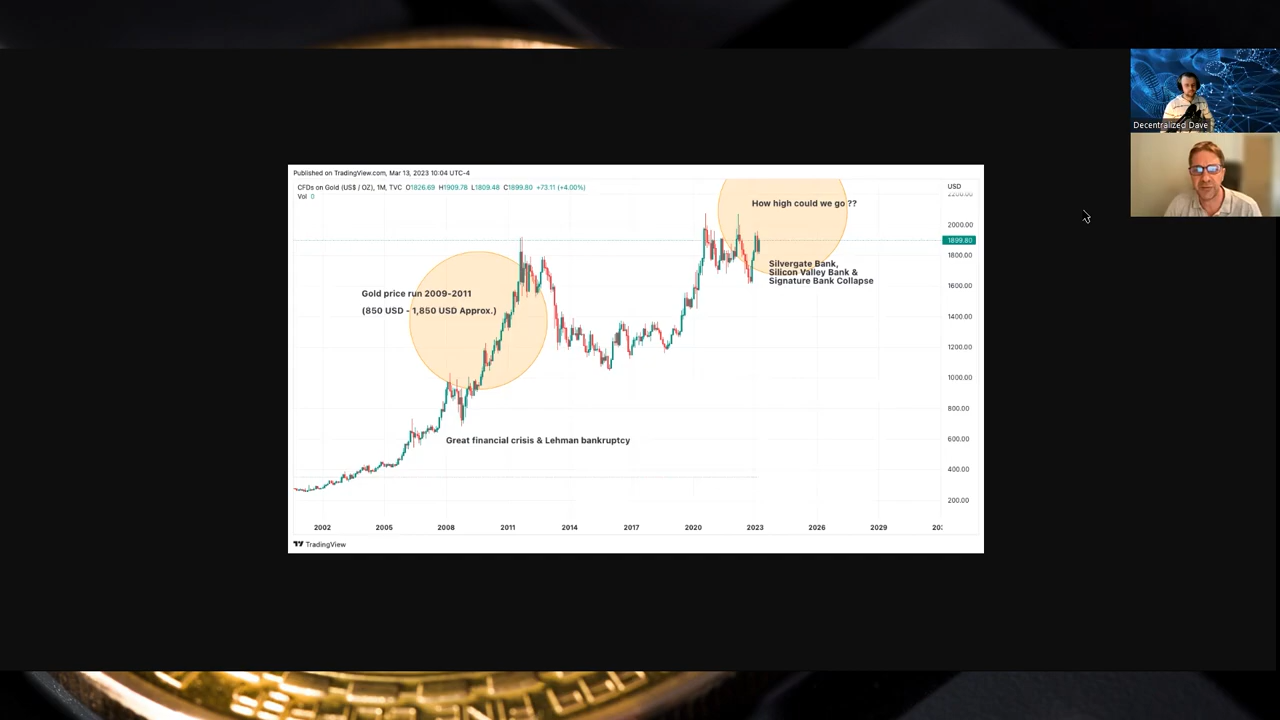 Decentralized Dave
Published on TradingView.com, Mar 13, 2023 10:04 UTC-4
CFDs on Gold (US$ / OZ), 1M, TVC O1826.69 H1909.78 L1809.48 C1899.80 +73.11 (+4.00%)
Vol 0
USD
2200.00
How high could we go ??
2000.00
1899.80
1800.00
Silvergate Bank,
Silicon Valley Bank &
Signature Bank Collapse
1600.00
Gold price run 2009-2011
(850 USD - 1,850 USD Approx.)
1400.00
1200.00
1000.00
800.00
Great financial crisis & Lehman bankruptcy
600.00
400.00
200.00
2002 2005 2008 2011 2014 2017 2020 2023 2026 2029 20:
TradingView